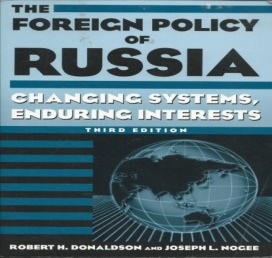 THE
FOREIGN POLICY
OF
RUSSIA
CHANGING SYSTEMS,
ENDURING INTERESTS
THIRD EDITION
ROBERT H. DONALDSON AND JOSEPH L. NOGEE